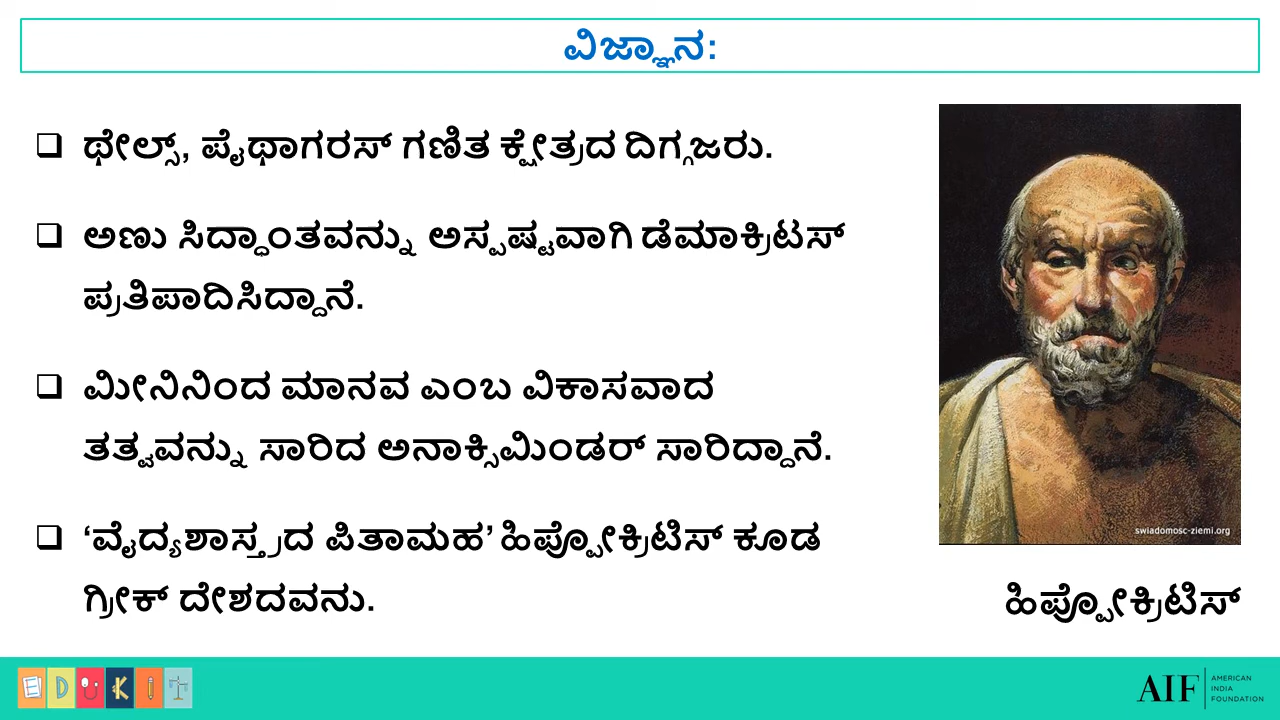 ವಿಜ್ಞಾನ:
❑ ಥೇಲ್ಸ್, ಪೈಥಾಗರಸ್ ಗಣಿತ ಕ್ಷೇತ್ರದ ದಿಗ್ಗಜರು.
❑ ಅಣು ಸಿದ್ಧಾಂತವನ್ನು ಅಸ್ಪಷ್ಟವಾಗಿ ಡೆಮಾಕ್ರಿಟಸ್
ಪ್ರತಿಪಾದಿಸಿದ್ದಾನೆ.
❑ ಮೀನಿನಿಂದ ಮಾನವ ಎಂಬ ವಿಕಾಸವಾದ
ತತ್ವವನ್ನು ಸಾರಿದ ಅನಾಕ್ಸಿಮಿಂಡರ್ ಸಾರಿದ್ದಾನೆ.
❑ ‘ವೈದ್ಯಶಾಸ್ತ್ರದ ಪಿತಾಮಹ’ ಹಿಪ್ಪೋಕ್ರಿಟಿಸ್ ಕೂಡ
ಗ್ರೀಕ್ ದೇಶದವನು.
swiadomosc-ziemi.org
ಹಿಪ್ಪೋಕ್ರಿಟಿಸ್
EDUKIT
AIF
AMERICAN
INDIA
FOUNDATION